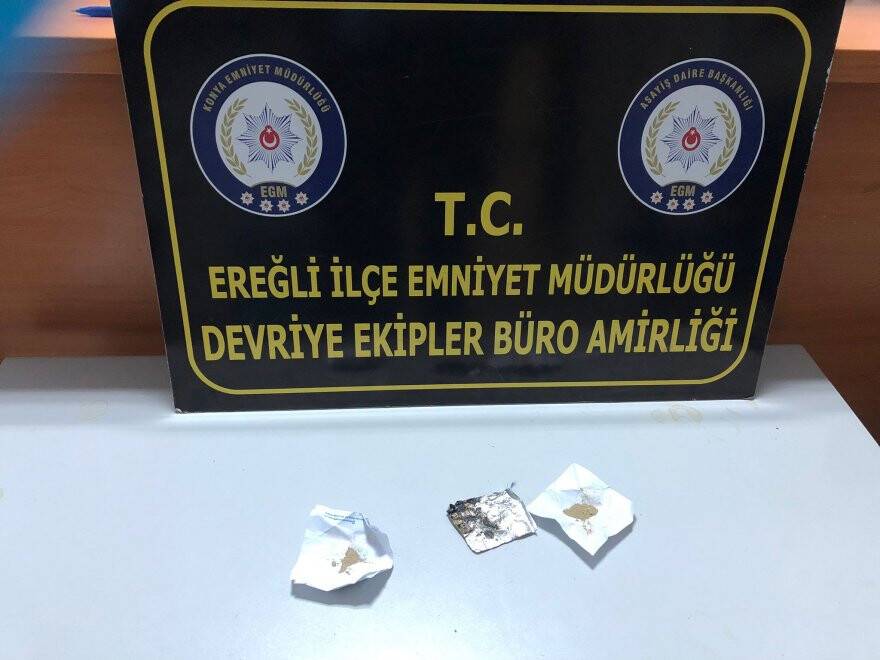 KONYA EMNİYET MÜDÜRLÜĞÜ
EGM
ASAYİŞ DAİRE BAŞKANLIĞI
EGM
T.C.
EREĞLİ İLÇE EMNİYET MÜDÜRLÜĞÜ
DEVRİYE EKİPLER BÜRO AMİRLİĞİ